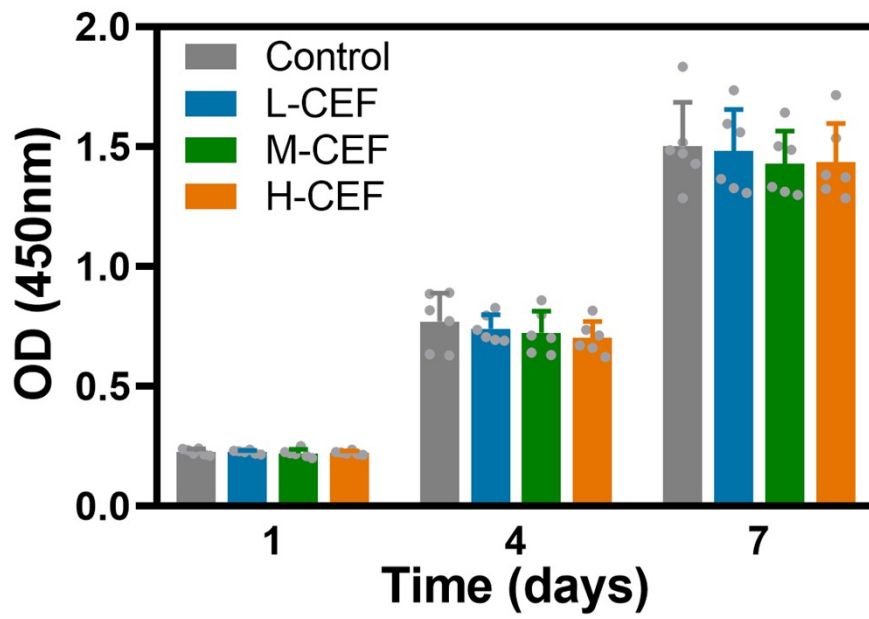 2.0
1.5
1.0
0.5
0.0
OD (450nm)
Control
L-CEF
M-CEF
H-CEF
1
4
7
Time (days)